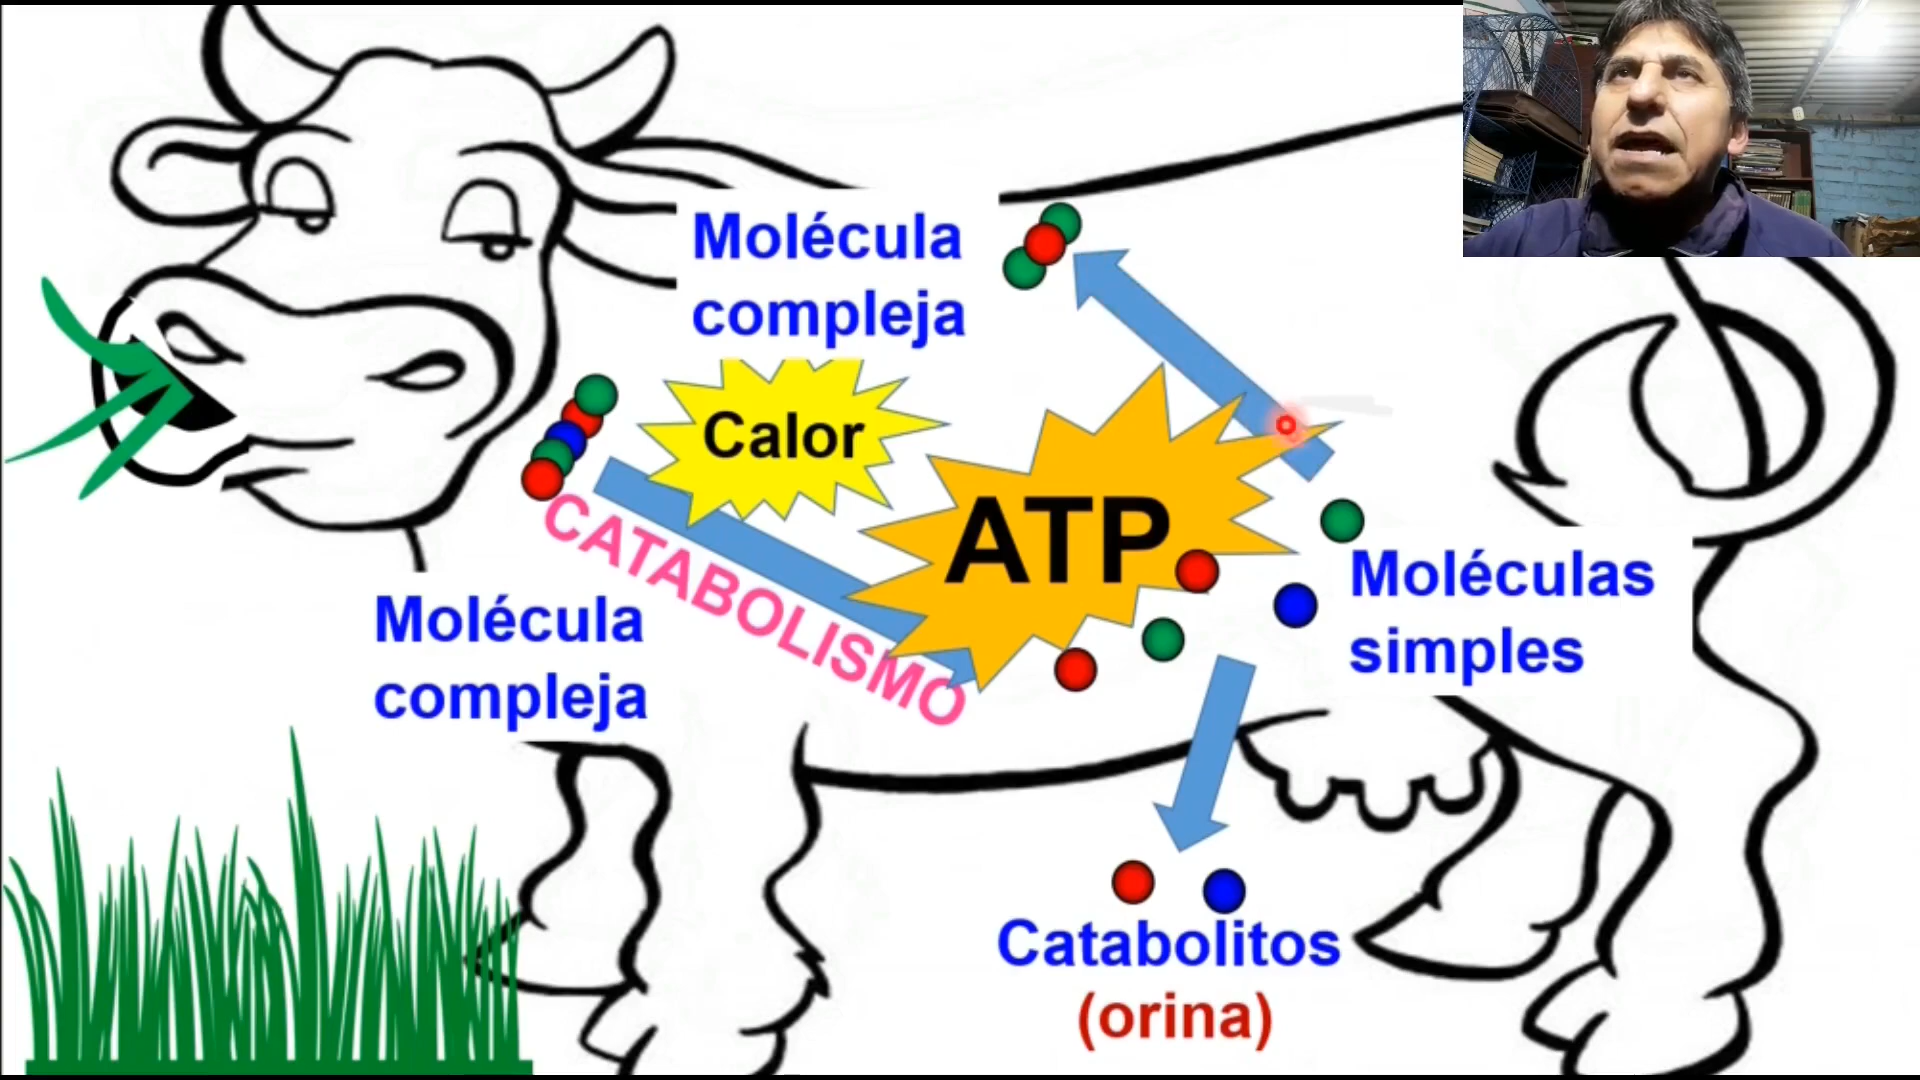 Molécula
compleja
Calor
ATP
CATABOLISMO
Molécula
compleja
Moléculas
simples
Catabolitos
(orina)